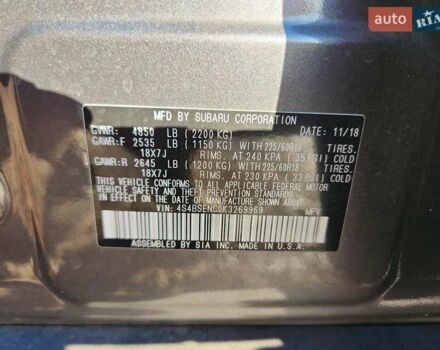 auto
RIA
MFD BY SUBARU CORPORATION DATE: 11/18
GVWR: 4850 LB (2200 KG)
GAWR:F 2535 LB (1150 KG) WITH 225/60R18 TIRES,
18X7J RIMS, AT 240 KPA (35 PSI) COLD
GAWR:R 2645 LB (1200 KG) WITH 225/60R18 TIRES,
18X7J RIMS, AT 230 KPA (33 PSI) COLD
THIS VEHICLE CONFORMS TO ALL APPLICABLE FEDERAL MOTOR
VEHICLE SAFETY AND THEFT PREVENTION STANDARDS
IN EFFECT ON THE DATE OF MANUFACTURE SHOWN ABOVE.
VIN: 4S4BSENC0K3269969 MPV
ASSEMBLED BY SIA INC. MADE IN U.S.A.